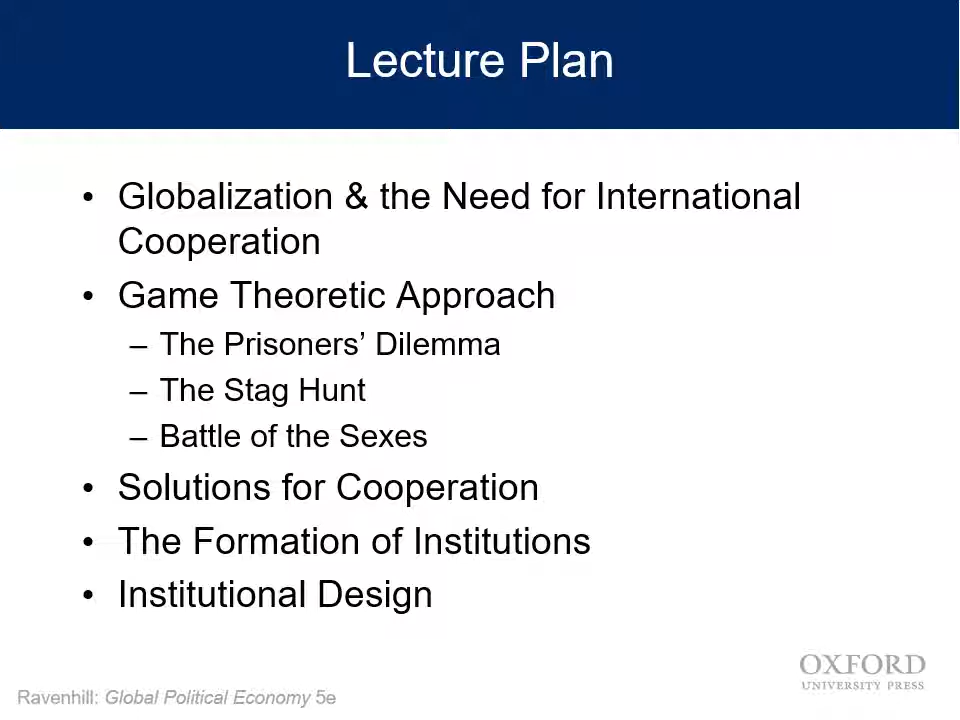 Lecture Plan
• Globalization & the Need for International
Cooperation
• Game Theoretic Approach
– The Prisoners’ Dilemma
– The Stag Hunt
– Battle of the Sexes
• Solutions for Cooperation
• The Formation of Institutions
• Institutional Design
OXFORD
UNIVERSITY PRESS
Ravenhill: Global Political Economy 5e